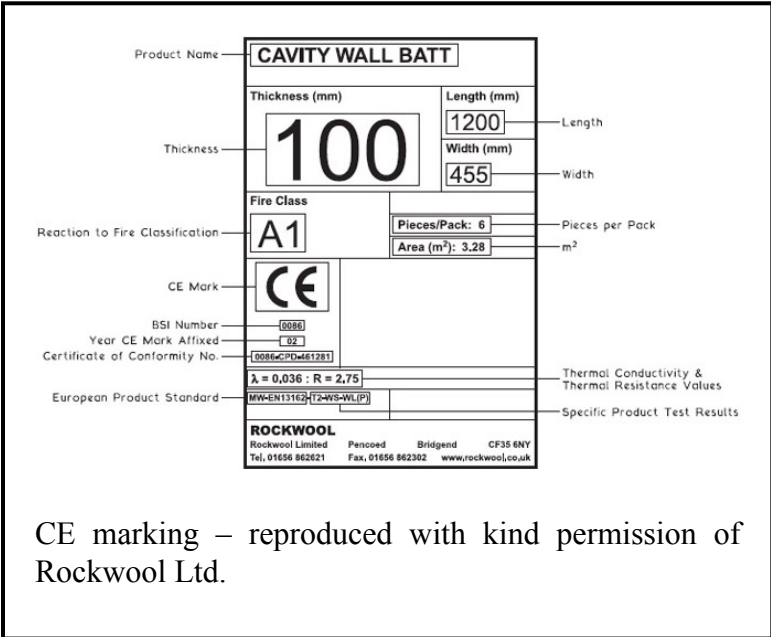 Product Name
CAVITY WALL BATT
Thickness (mm)
Length (mm)
Thickness
100
1200
Length
Width (mm)
455
Width
Fire Class
Reaction to Fire Classification
A1
Pieces/Pack: 6
Pieces per Pack
Area (m²): 3.28
m²
CE Mark
CE
BSI Number
0086
Year CE Mark Affixed
02
Certificate of Conformity No.
0086-CPD-461281
λ = 0.036 : R = 2.75
Thermal Conductivity &
Thermal Resistance Values
European Product Standard
MW-EN13162-T2-WS-WL(P)
Specific Product Test Results
ROCKWOOL
Rockwool Limited Pencoed Bridgend CF35 6NY
Tel. 01656 862621 Fax. 01656 862302 www.rockwool.co.uk
CE marking – reproduced with kind permission of
Rockwool Ltd.